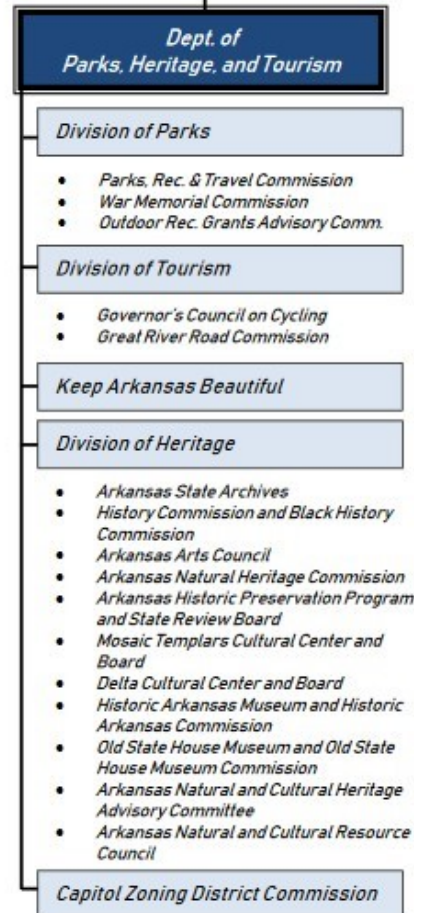 Dept. of
Parks, Heritage, and Tourism
Division of Parks
• Parks, Rec. & Travel Commission
• War Memorial Commission
• Outdoor Rec. Grants Advisory Comm.
Division of Tourism
• Governor's Council on Cycling
• Great River Road Commission
Keep Arkansas Beautiful
Division of Heritage
• Arkansas State Archives
• History Commission and Black History
Commission
• Arkansas Arts Council
• Arkansas Natural Heritage Commission
• Arkansas Historic Preservation Program
and State Review Board
• Mosaic Templars Cultural Center and
Board
• Delta Cultural Center and Board
• Historic Arkansas Museum and Historic
Arkansas Commission
• Old State House Museum and Old State
House Museum Commission
• Arkansas Natural and Cultural Heritage
Advisory Committee
• Arkansas Natural and Cultural Resource
Council
Capitol Zoning District Commission